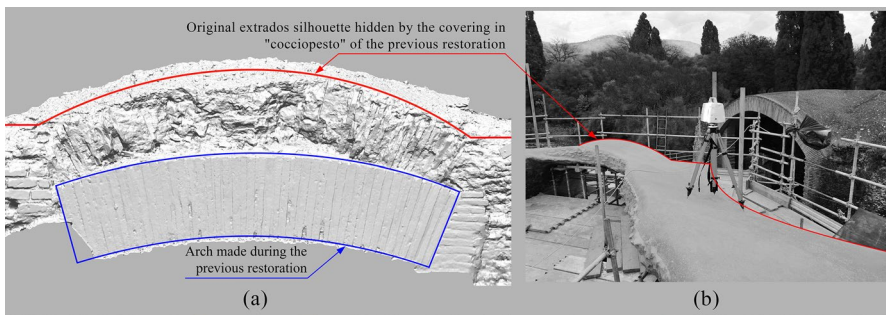 Original extrados silhouette hidden by the covering in
"cocciopesto" of the previous restoration
Arch made during the
previous restoration
(a)
(b)